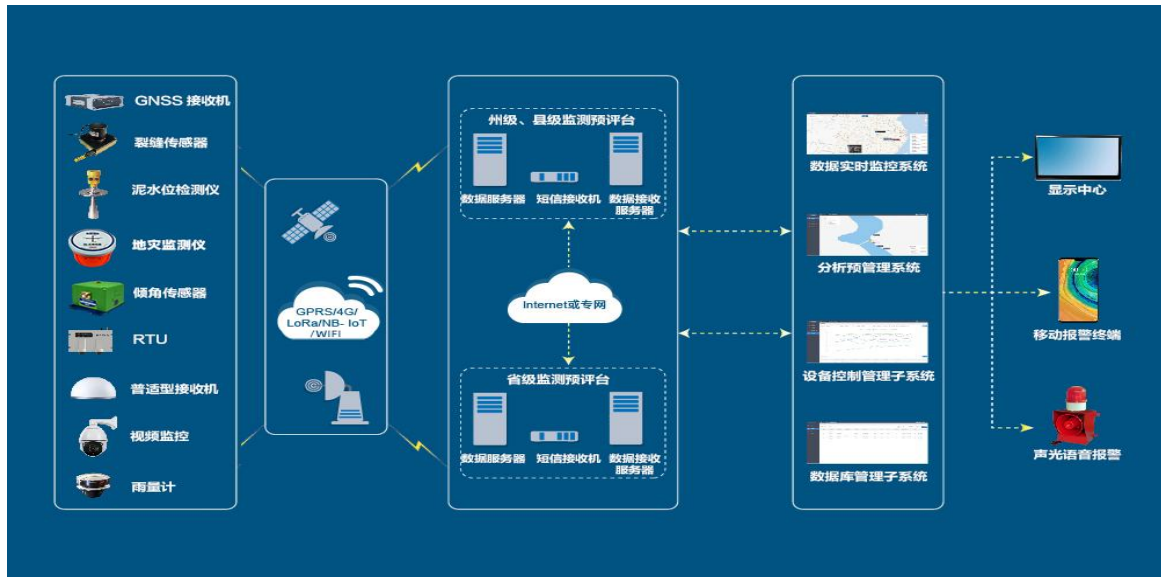 GNSS 接收机
裂缝传感器
泥水位检测仪
地灾监测仪
倾角传感器
RTU
普适型接收机
视频监控
雨量计
GPRS/4G/
LoRa/NB- IoT
/WIFI
州级、县级监测预评台
数据服务器
短信接收机
数据接收
服务器
Internet或专网
省级监测预评台
数据服务器
短信接收机
数据接收
服务器
数据实时监控系统
分析预管理系统
设备控制管理子系统
数据库管理子系统
显示中心
移动报警终端
声光语音报警